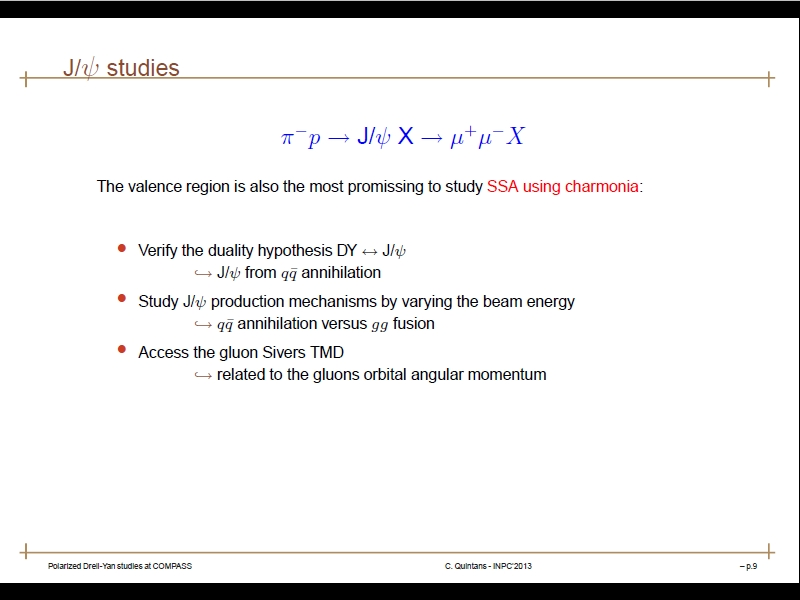 J/ψ studies
π⁻p → J/ψ X → μ⁺μ⁻X
The valence region is also the most promissing to study SSA using charmonia:
• Verify the duality hypothesis DY ↔ J/ψ
↪ J/ψ from qq̄ annihilation
• Study J/ψ production mechanisms by varying the beam energy
↪ qq̄ annihilation versus gg fusion
• Access the gluon Sivers TMD
↪ related to the gluons orbital angular momentum
Polarized Drell-Yan studies at COMPASS C. Quintans - INPC'2013 – p.9